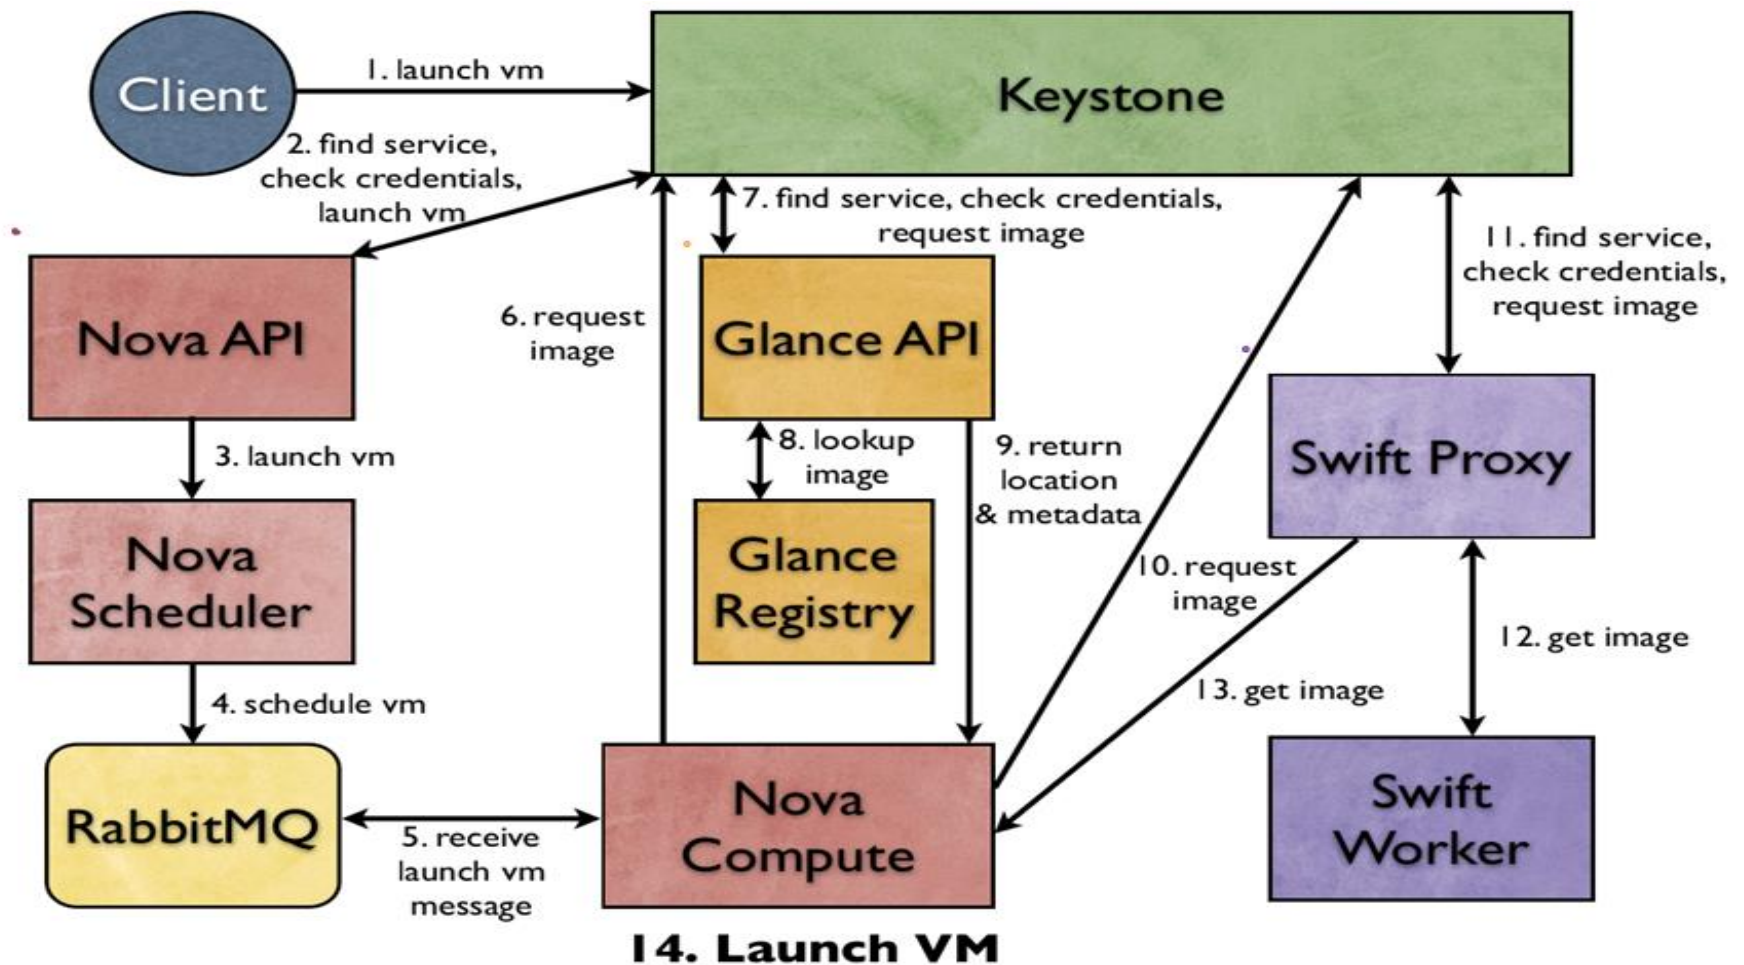 Client
1. launch vm
Keystone
2. find service,
check credentials,
launch vm
7. find service, check credentials,
request image
11. find service,
check credentials,
request image
Nova API
6. request
image
Glance API
3. launch vm
8. lookup
image
9. return
location
& metadata
Swift Proxy
Nova
Scheduler
Glance
Registry
10. request
image
12. get image
4. schedule vm
13. get image
RabbitMQ
5. receive
launch vm
message
Nova
Compute
Swift
Worker
14. Launch VM